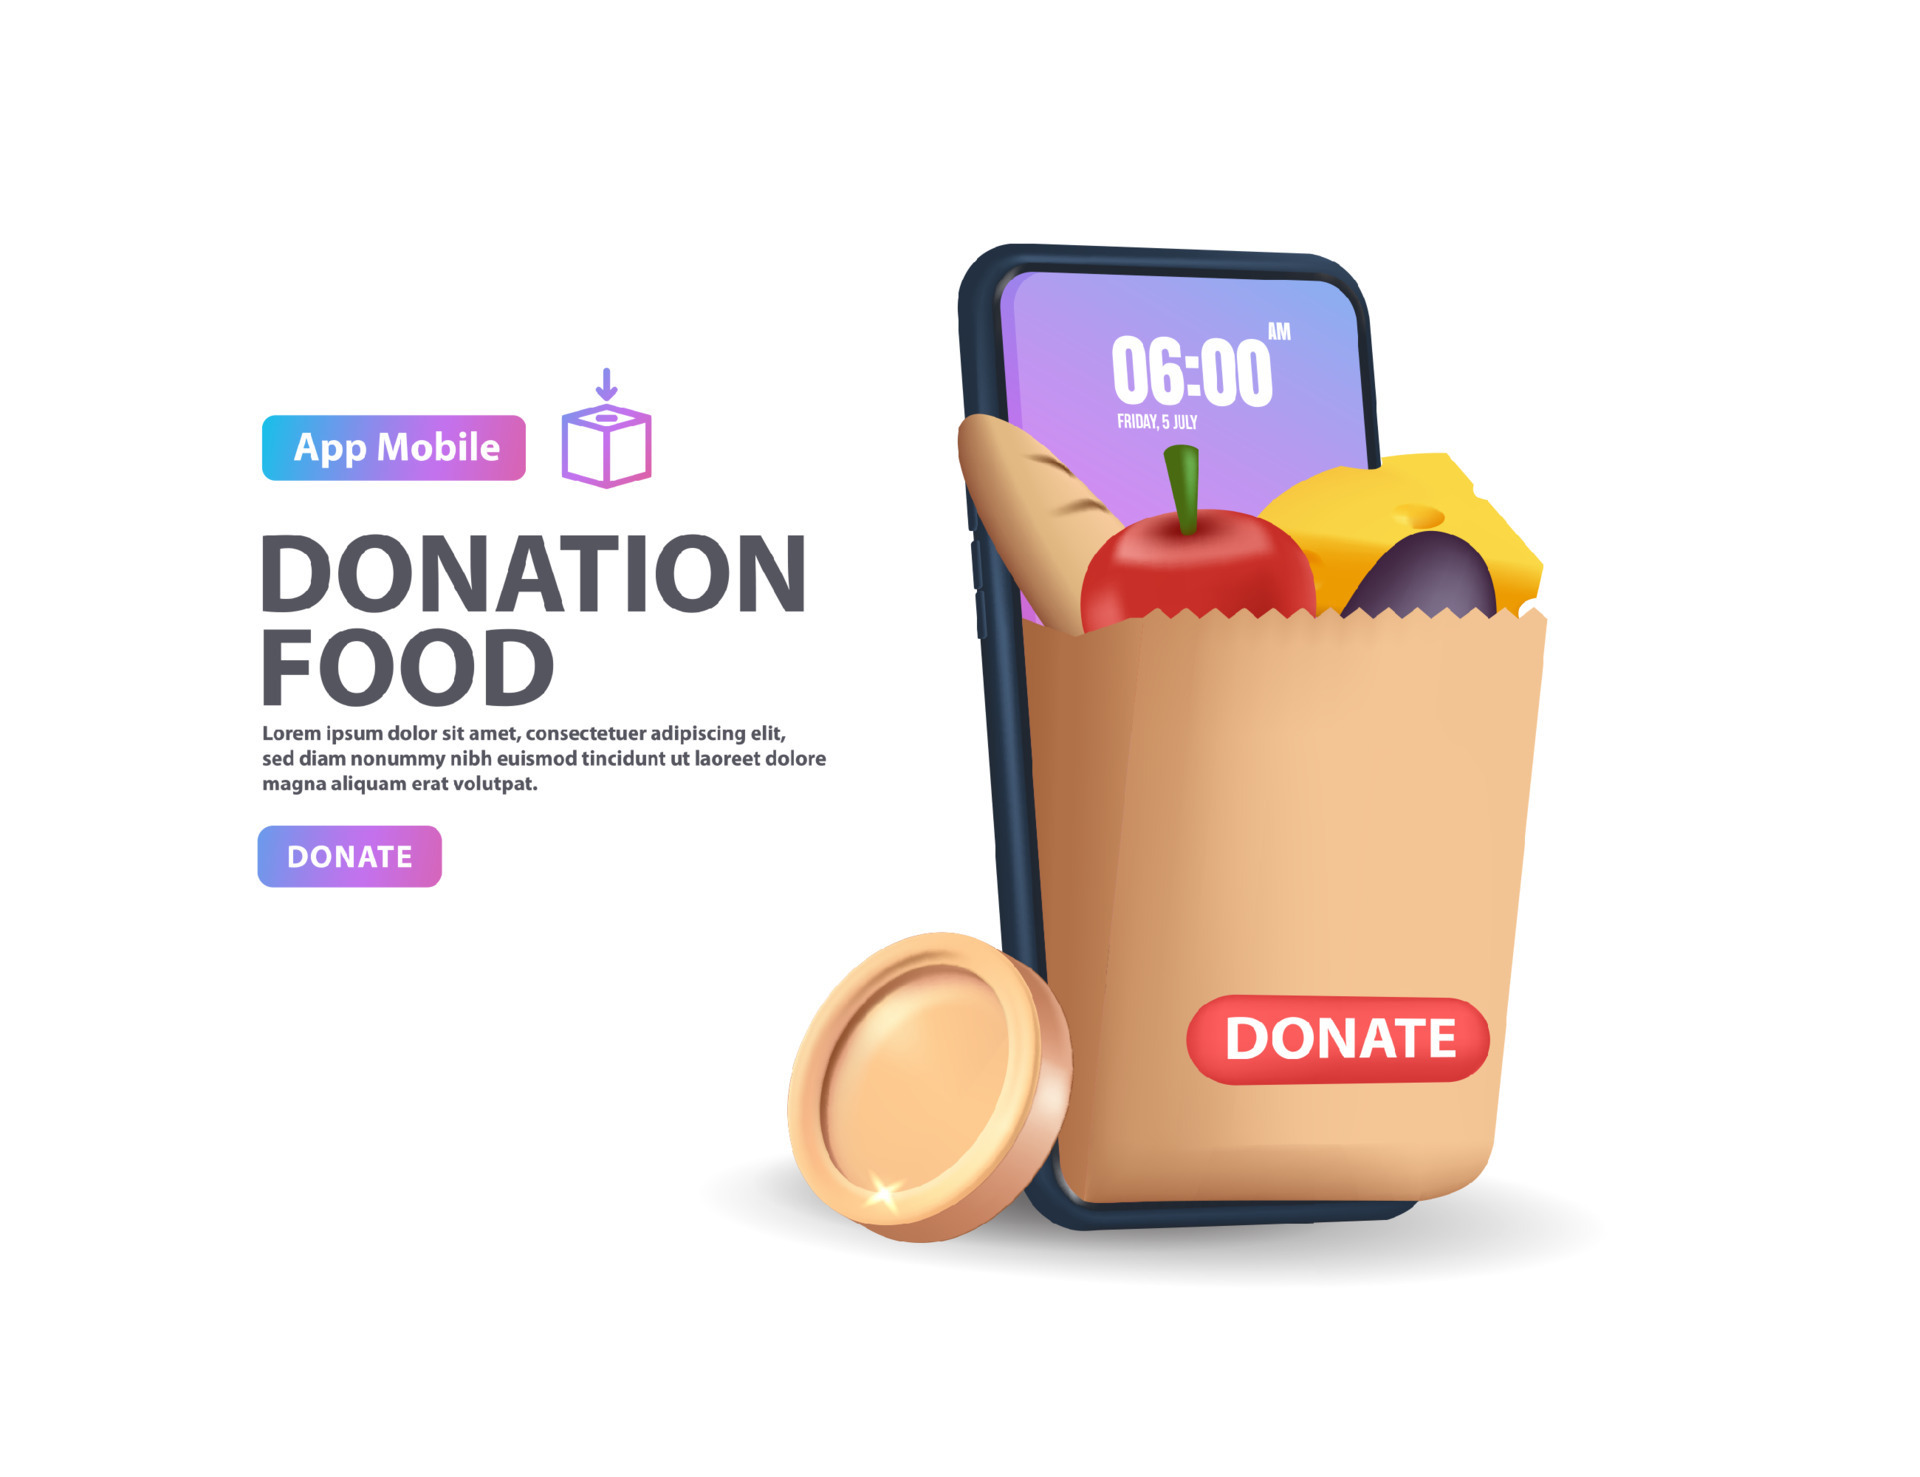 App Mobile
DONATION
FOOD
Lorem ipsum dolor sit amet, consectetuer adipiscing elit,
sed diam nonummy nibh euismod tincidunt ut laoreet dolore
magna aliquam erat volutpat.
DONATE
06:00 AM
FRIDAY, 5 JULY
DONATE